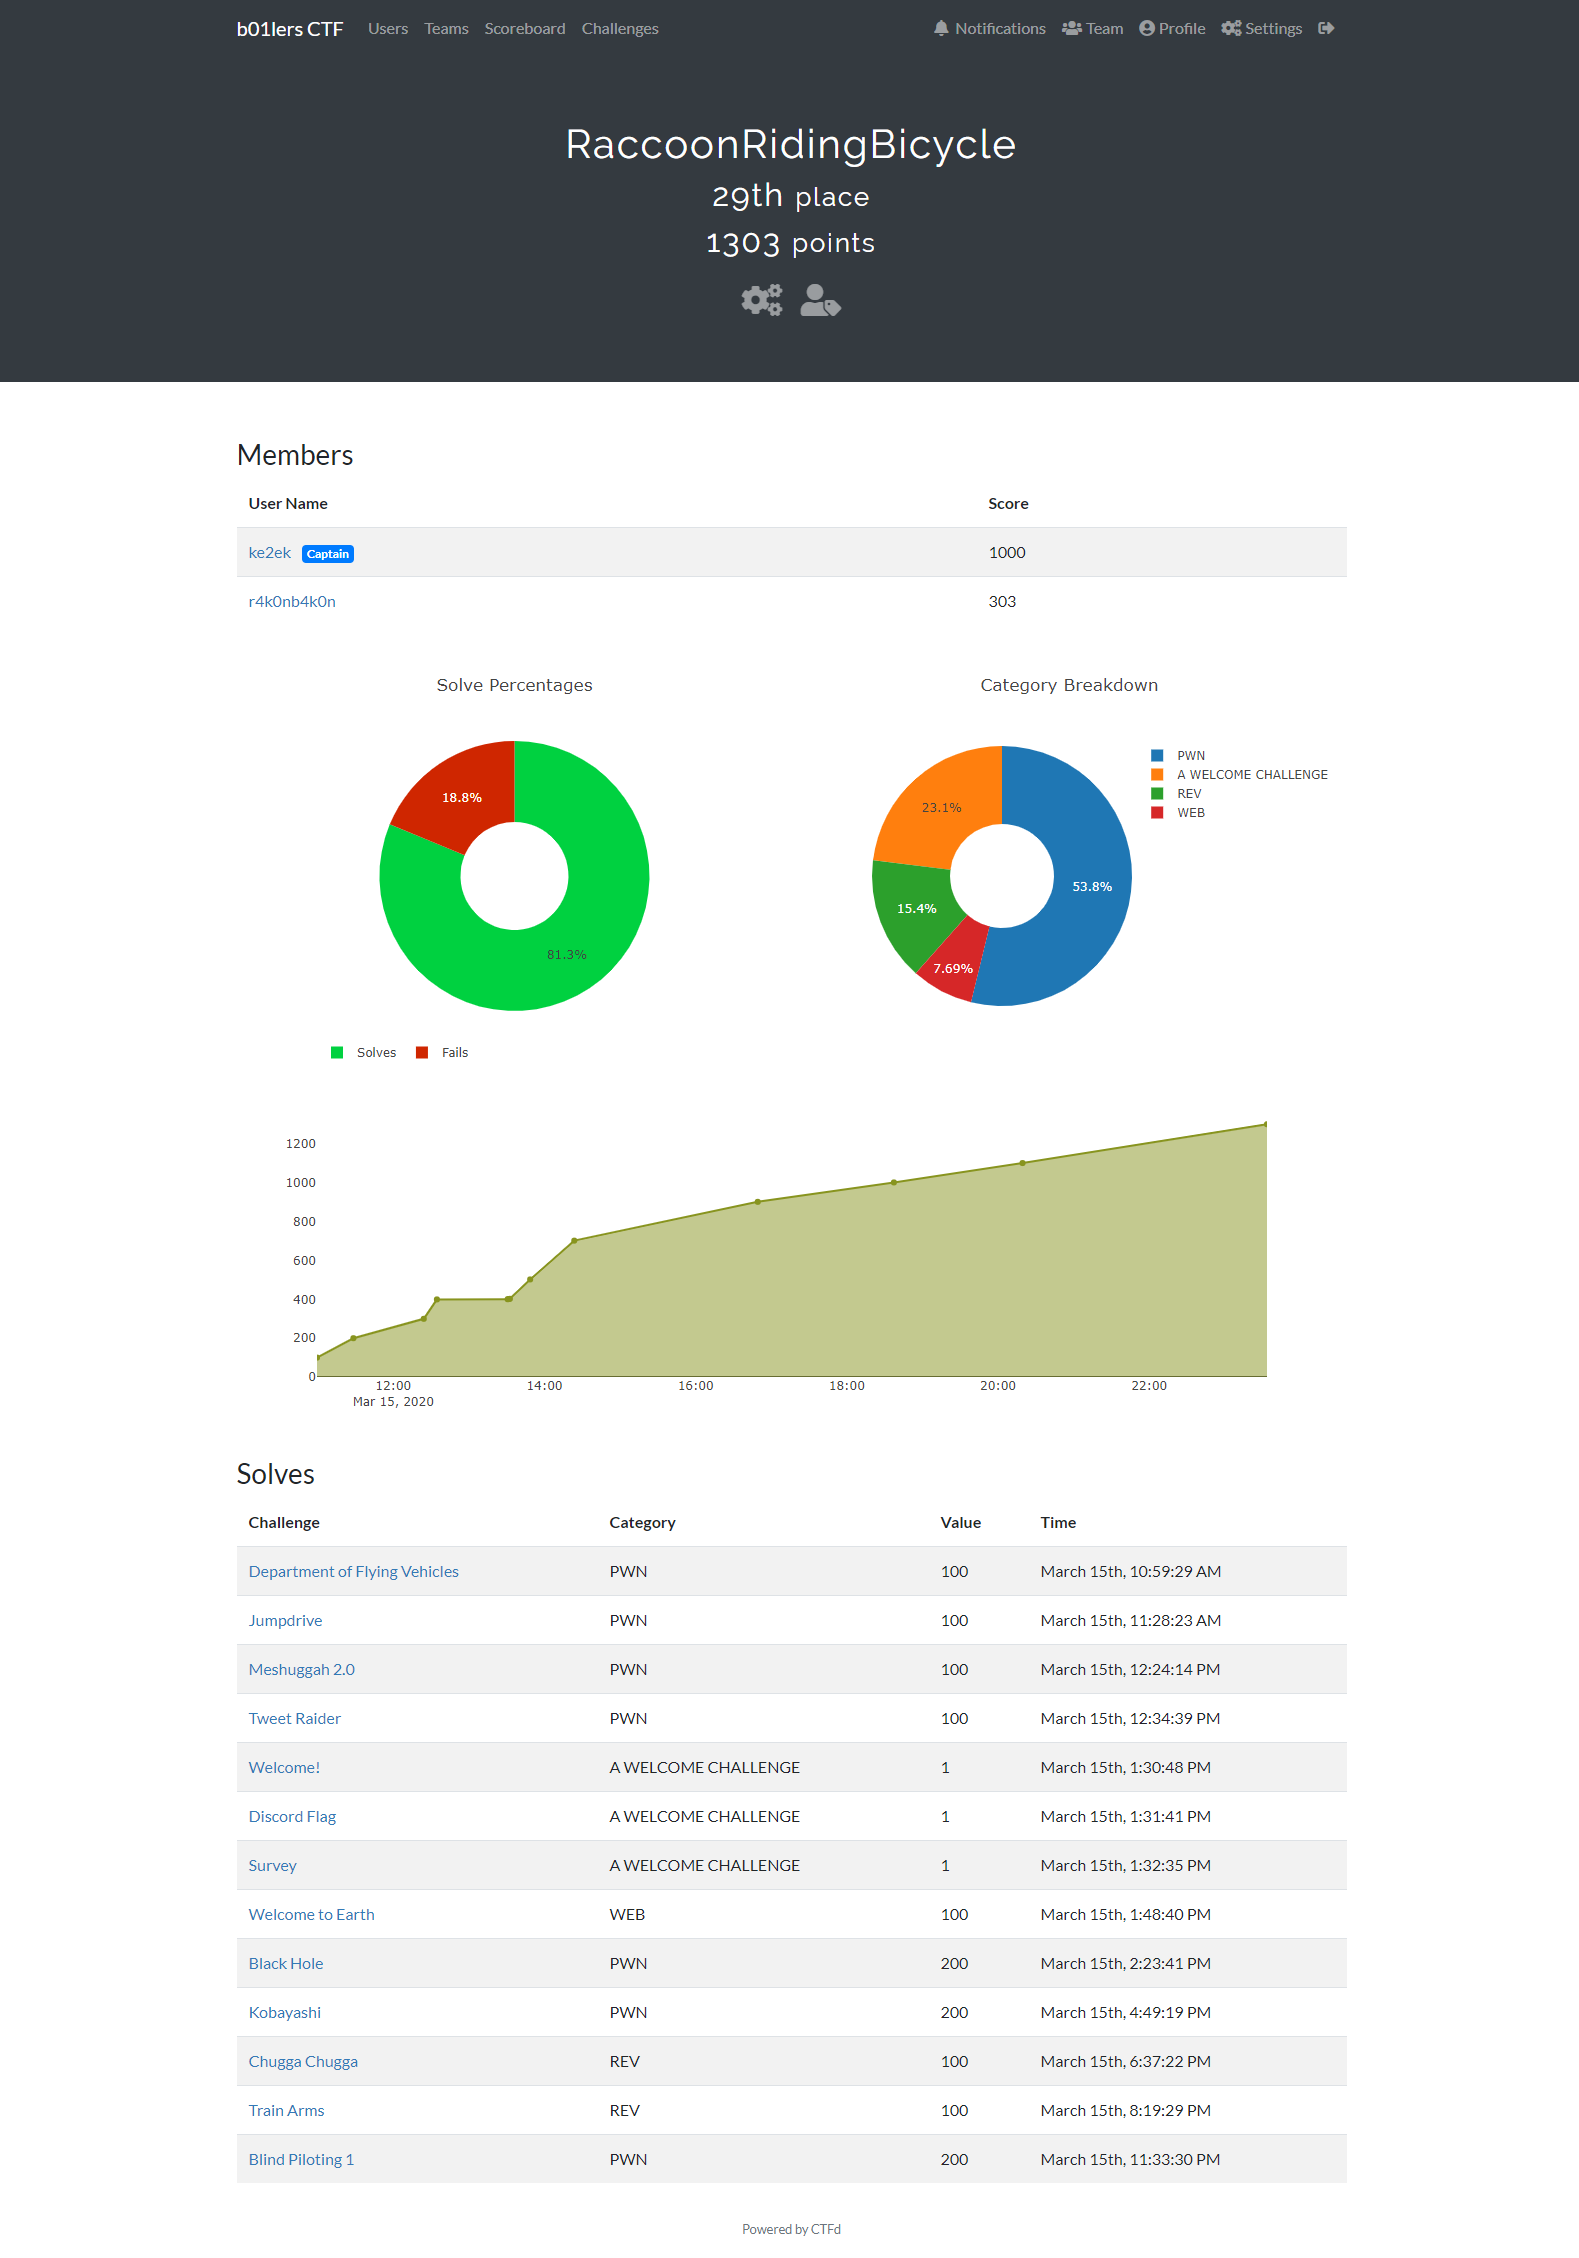 b01lers CTF Users Teams Scoreboard Challenges Notifications Team Profile Settings
RaccoonRidingBicycle
29th place
1303 points
Members
User Name Score
ke2ek Captain 1000
r4k0nb4k0n 303
Solve Percentages
18.8%
81.3%
Solves Fails
Category Breakdown
PWN
A WELCOME CHALLENGE
REV
WEB
23.1%
53.8%
15.4%
7.69%
1200
1000
800
600
400
200
0
12:00 14:00 16:00 18:00 20:00 22:00
Mar 15, 2020
Solves
Challenge Category Value Time
Department of Flying Vehicles PWN 100 March 15th, 10:59:29 AM
Jumpdrive PWN 100 March 15th, 11:28:23 AM
Meshuggah 2.0 PWN 100 March 15th, 12:24:14 PM
Tweet Raider PWN 100 March 15th, 12:34:39 PM
Welcome! A WELCOME CHALLENGE 1 March 15th, 1:30:48 PM
Discord Flag A WELCOME CHALLENGE 1 March 15th, 1:31:41 PM
Survey A WELCOME CHALLENGE 1 March 15th, 1:32:35 PM
Welcome to Earth WEB 100 March 15th, 1:48:40 PM
Black Hole PWN 200 March 15th, 2:23:41 PM
Kobayashi PWN 200 March 15th, 4:49:19 PM
Chugga Chugga REV 100 March 15th, 6:37:22 PM
Train Arms REV 100 March 15th, 8:19:29 PM
Blind Piloting 1 PWN 200 March 15th, 11:33:30 PM
Powered by CTFd